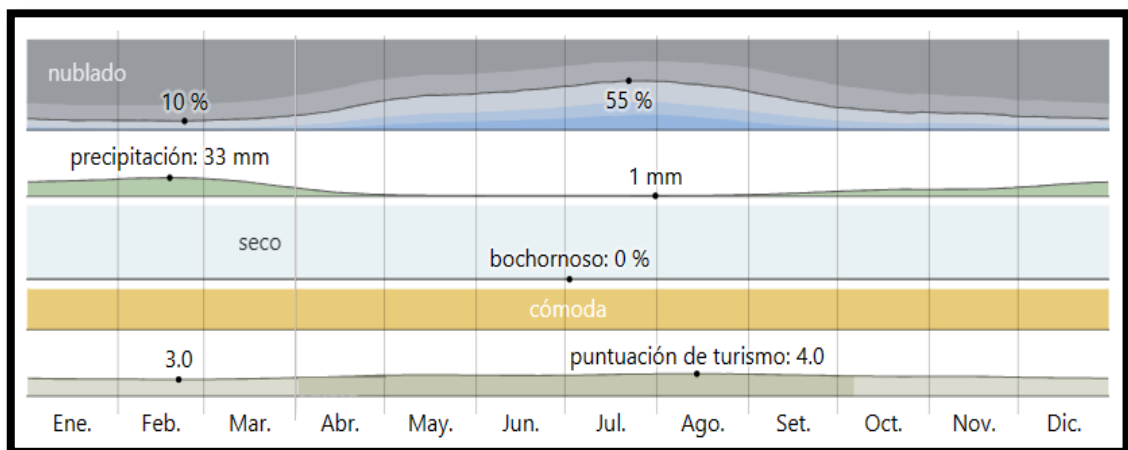 nublado
10 %
55 %
precipitación: 33 mm
1 mm
seco
bochornoso: 0 %
cómoda
3.0
puntuación de turismo: 4.0
Ene. Feb. Mar. Abr. May. Jun. Jul. Ago. Set. Oct. Nov. Dic.